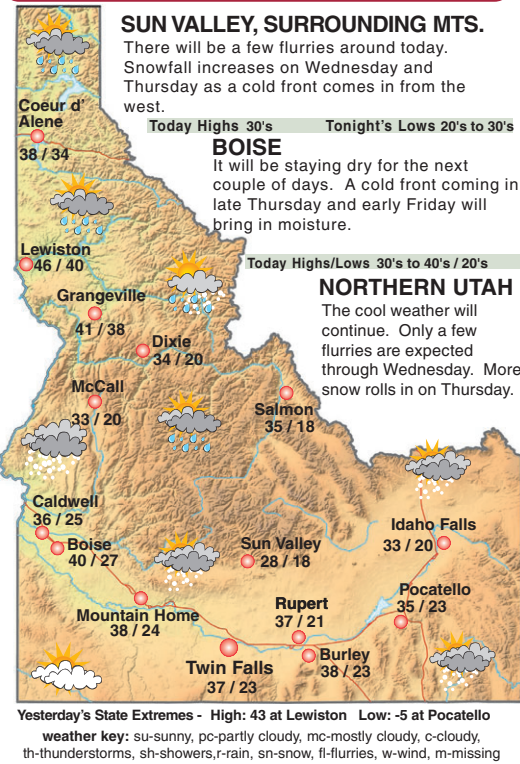 SUN VALLEY, SURROUNDING MTS.
There will be a few flurries around today.
Snowfall increases on Wednesday and
Thursday as a cold front comes in from the
west.
Today Highs 30's Tonight's Lows 20's to 30's
BOISE
It will be staying dry for the next
couple of days. A cold front coming in
late Thursday and early Friday will
bring in moisture.
Today Highs/Lows 30's to 40's / 20's
NORTHERN UTAH
The cool weather will
continue. Only a few
flurries are expected
through Wednesday. More
snow rolls in on Thursday.
Coeur d'
Alene
38 / 34
Lewiston
46 / 40
Grangeville
41 / 38
Dixie
34 / 20
McCall
33 / 20
Salmon
35 / 18
Caldwell
36 / 25
Boise
40 / 27
Sun Valley
28 / 18
Idaho Falls
33 / 20
Mountain Home
38 / 24
Rupert
37 / 21
Pocatello
35 / 23
Twin Falls
37 / 23
Burley
38 / 23
Yesterday's State Extremes - High: 43 at Lewiston Low: -5 at Pocatello
weather key: su-sunny, pc-partly cloudy, mc-mostly cloudy, c-cloudy,
th-thunderstorms, sh-showers,r-rain, sn-snow, fl-flurries, w-wind, m-missing